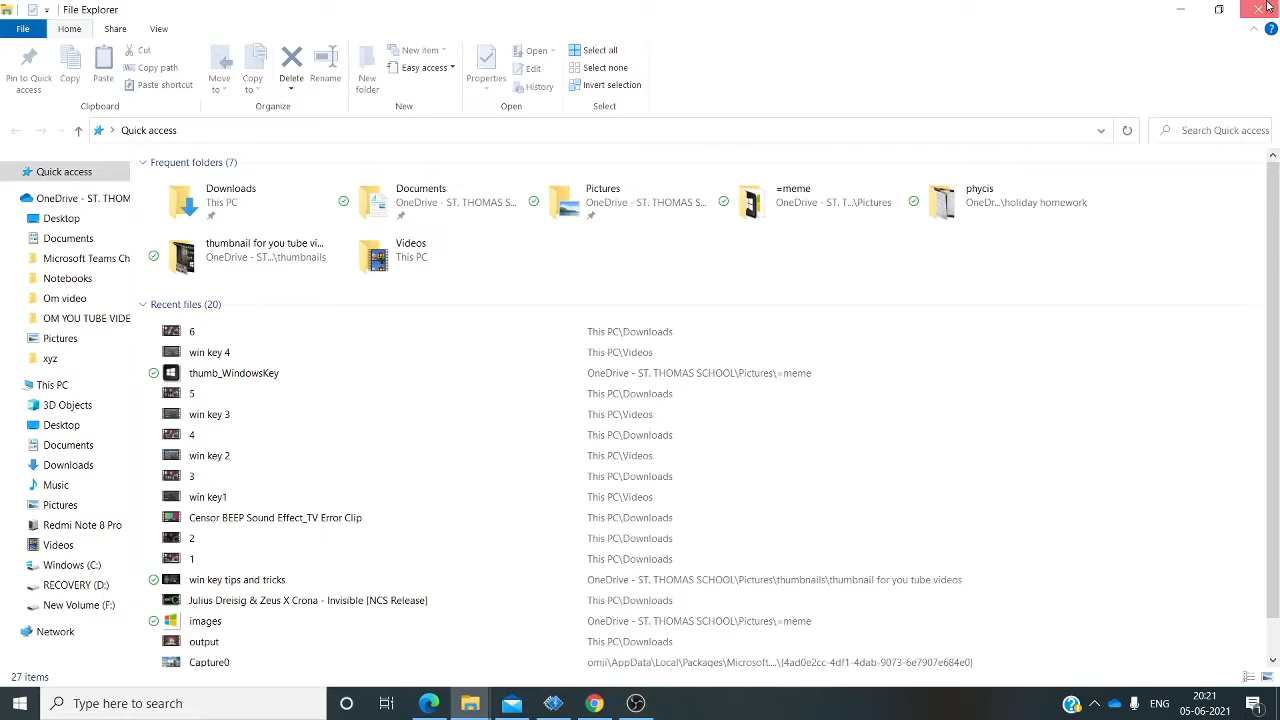 File Explorer
File Home Share View
Pin to Quick access
Copy
Paste
Cut
Copy path
Paste shortcut
Clipboard
Move to
Copy to
Delete
Rename
Organize
New folder
New item
Easy access
New
Properties
Open
Edit
History
Open
Select all
Select none
Invert selection
Select
Quick access
Search Quick access
Quick access
OneDrive - ST. THOM
Desktop
Documents
Microsoft Teams Ch
Notebooks
Om video
OM YOU TUBE VIDE
Pictures
xyz
This PC
3D Objects
Desktop
Documents
Downloads
Music
Pictures
Redmi Note 8 Pro
Videos
Windows (C:)
RECOVERY (D:)
New Volume (F:)
Network
Frequent folders (7)
Downloads
This PC
Documents
OneDrive - ST. THOMAS S...
Pictures
OneDrive - ST. THOMAS S...
=meme
OneDrive - ST. T...\Pictures
phycis
OneDr...\holiday homework
thumbnail for you tube vi...
OneDrive - ST...\thumbnails
Videos
This PC
Recent files (20)
6 This PC\Downloads
win key 4 This PC\Videos
thumb_WindowsKey OneDrive - ST. THOMAS SCHOOL\Pictures\=meme
5 This PC\Downloads
win key 3 This PC\Videos
4 This PC\Downloads
win key 2 This PC\Videos
3 This PC\Downloads
win key1 This PC\Videos
Censor BEEP Sound Effect_TV Error Clip This PC\Downloads
2 This PC\Downloads
1 This PC\Downloads
win key tips and tricks OneDrive - ST. THOMAS SCHOOL\Pictures\thumbnails\thumbnail for you tube videos
Julius Dreisig & Zeus X Crona - Invisible [NCS Release] This PC\Downloads
images OneDrive - ST. THOMAS SCHOOL\Pictures\=meme
output This PC\Downloads
Capture0 omji\AppData\Local\Packages\Microsoft....\{4ad0e2cc-4df1-4dab-9073-6e7907e684e0}
27 items
Type here to search
ENG
20:21
05-06-2021